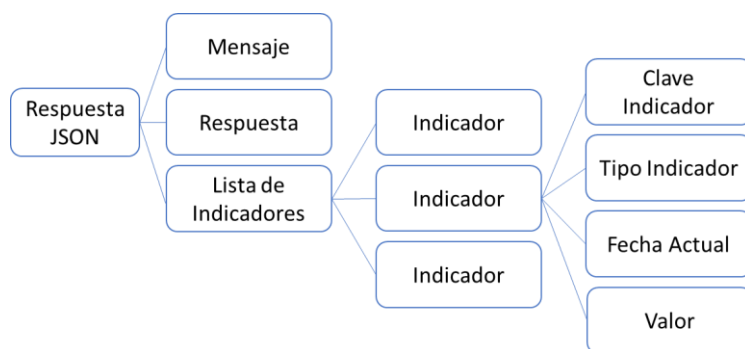 Respuesta
JSON
Mensaje
Respuesta
Lista de
Indicadores
Indicador
Indicador
Indicador
Clave
Indicador
Tipo Indicador
Fecha Actual
Valor